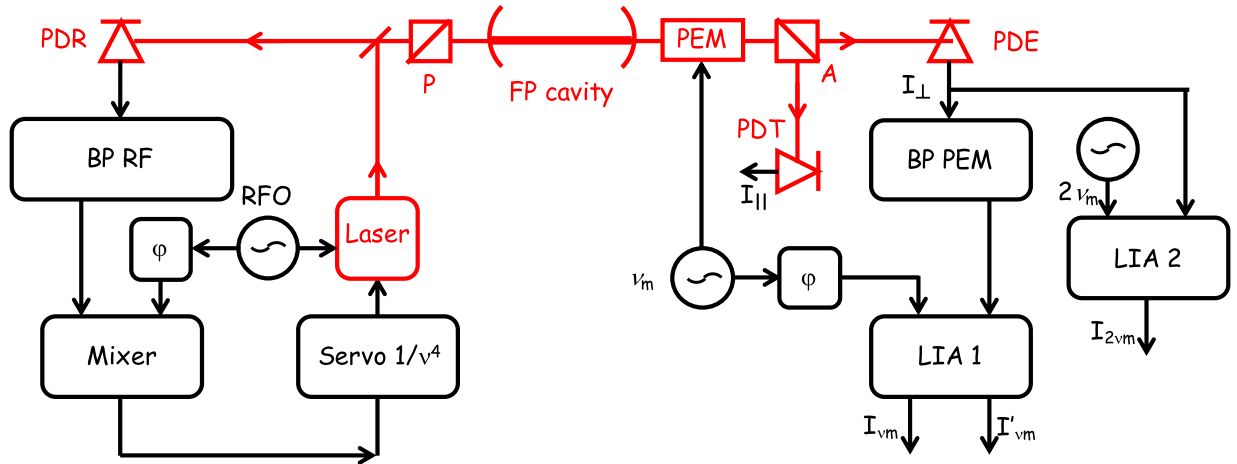 PDR
P
FP cavity
PEM
A
PDE
I⊥
PDT
I||
BP RF
BP PEM
2νm
RFO
Laser
φ
LIA 2
νm
φ
I2νm
Mixer
Servo 1/ν⁴
LIA 1
Iνm
I'νm